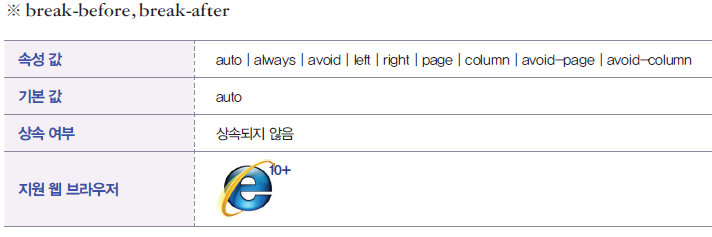 ※ break-before, break-after
속성 값 auto | always | avoid | left | right | page | column | avoid-page | avoid-column
기본 값 auto
상속 여부 상속되지 않음
지원 웹 브라우저 10+